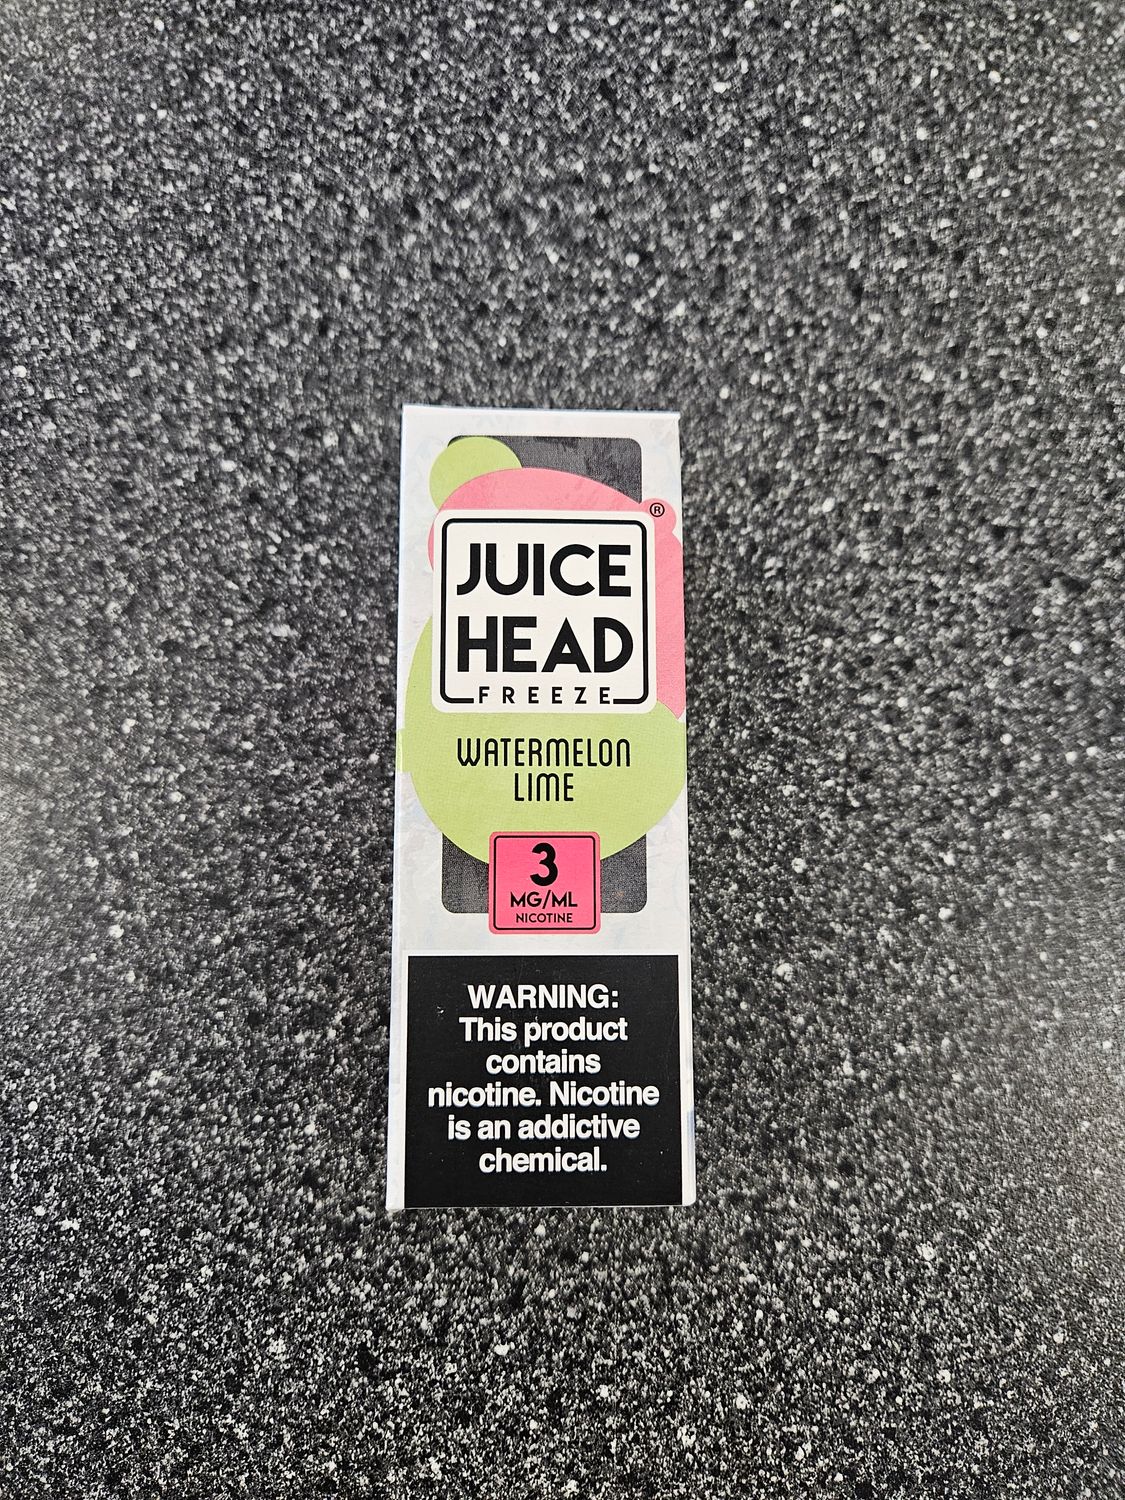 ®
JUICE
HEAD
FREEZE
WATERMELON
LIME
3
MG/ML
NICOTINE
WARNING:
This product
contains
nicotine. Nicotine
is an addictive
chemical.